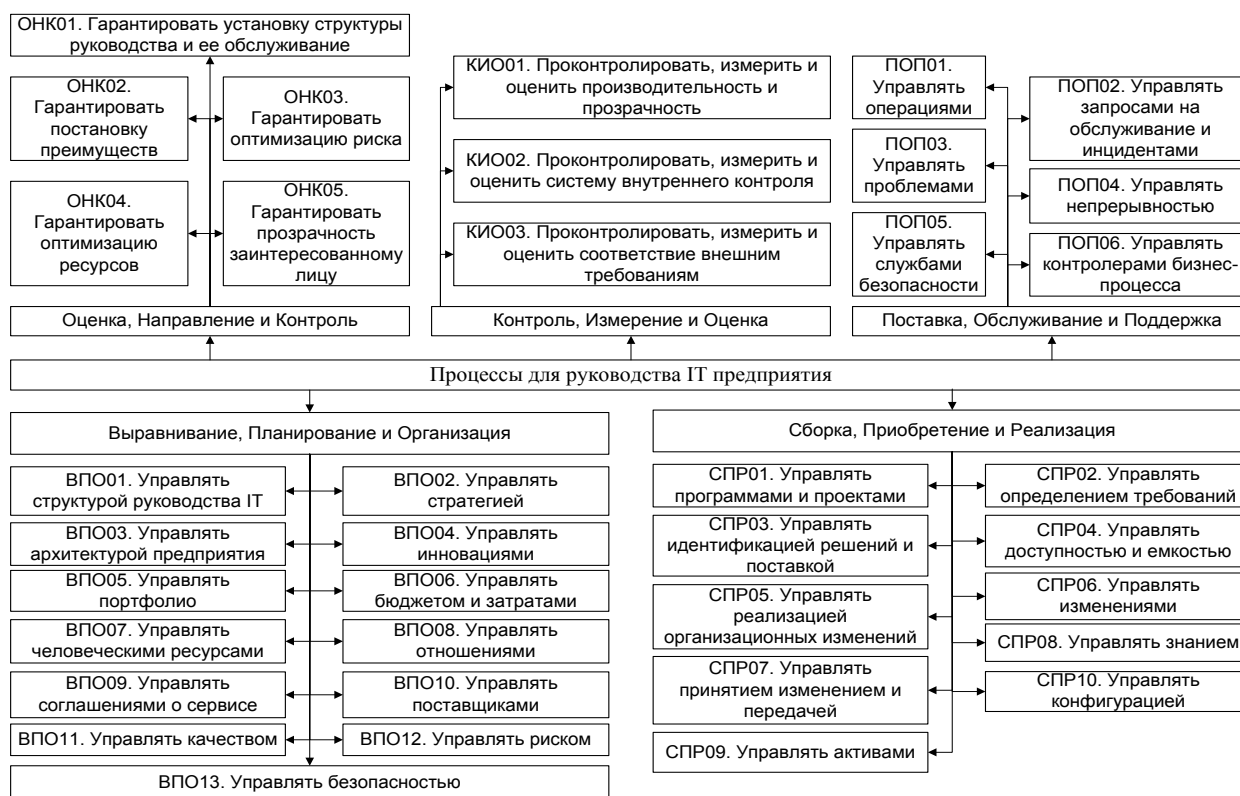 ОНК01. Гарантировать установку структуры
руководства и ее обслуживание
ОНК02.
Гарантировать
постановку
преимуществ
ОНК03.
Гарантировать
оптимизацию риска
ОНК04.
Гарантировать
оптимизацию
ресурсов
ОНК05.
Гарантировать
прозрачность
заинтересованному
лицу
Оценка, Направление и Контроль
КИО01. Проконтролировать, измерить и
оценить производительность и
прозрачность
КИО02. Проконтролировать, измерить и
оценить систему внутреннего контроля
КИО03. Проконтролировать, измерить и
оценить соответствие внешним
требованиям
Контроль, Измерение и Оценка
ПОП01.
Управлять
операциями
ПОП02. Управлять
запросами на
обслуживание и
инцидентами
ПОП03.
Управлять
проблемами
ПОП04. Управлять
непрерывностью
ПОП05.
Управлять
службами
безопасности
ПОП06. Управлять
контролерами бизнес-
процесса
Поставка, Обслуживание и Поддержка
Процессы для руководства IT предприятия
Выравнивание, Планирование и Организация
ВПО01. Управлять
структурой руководства IT
ВПО02. Управлять
стратегией
ВПО03. Управлять
архитектурой предприятия
ВПО04. Управлять
инновациями
ВПО05. Управлять
портфолио
ВПО06. Управлять
бюджетом и затратами
ВПО07. Управлять
человеческими ресурсами
ВПО08. Управлять
отношениями
ВПО09. Управлять
соглашениями о сервисе
ВПО10. Управлять
поставщиками
ВПО11. Управлять качеством
ВПО12. Управлять риском
ВПО13. Управлять безопасностью
Сборка, Приобретение и Реализация
СПР01. Управлять
программами и проектами
СПР02. Управлять
определением требований
СПР03. Управлять
идентификацией решений и
поставкой
СПР04. Управлять
доступностью и емкостью
СПР05. Управлять
реализацией
организационных изменений
СПР06. Управлять
изменениями
СПР07. Управлять
принятием изменением и
передачей
СПР08. Управлять знанием
СПР09. Управлять активами
СПР10. Управлять
конфигурацией